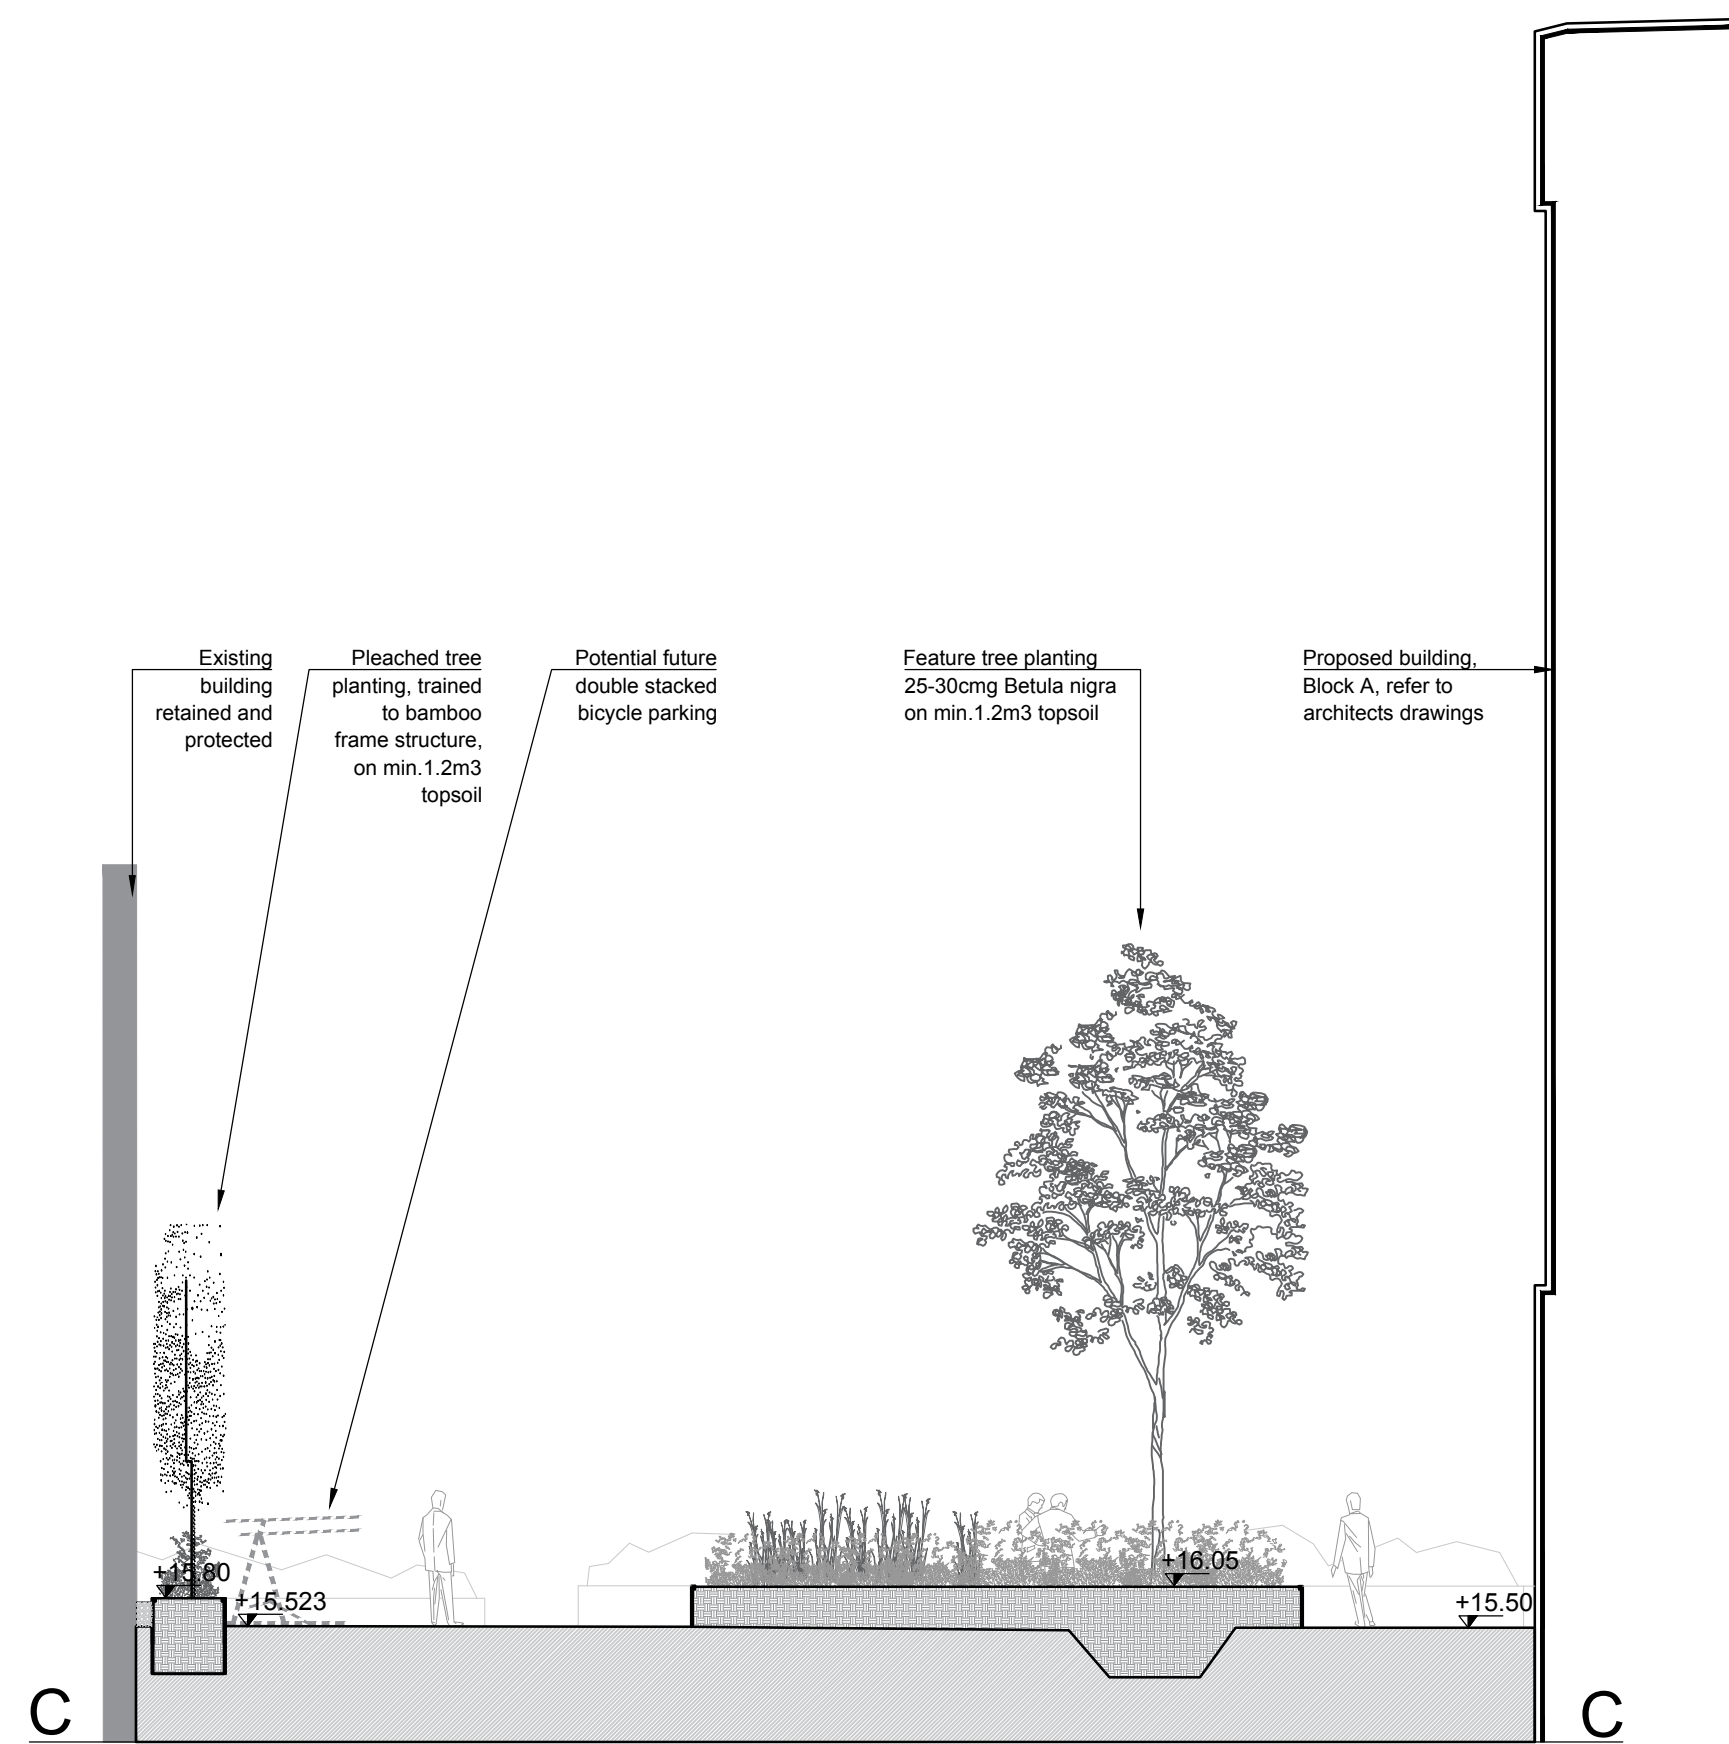 Existing
building
retained and
protected
Pleached tree
planting, trained
to bamboo
frame structure,
on min.1.2m3
topsoil
Potential future
double stacked
bicycle parking
Feature tree planting
25-30cmg Betula nigra
on min.1.2m3 topsoil
Proposed building,
Block A, refer to
architects drawings
+15.80
+15.523
+16.05
+15.50
C
C